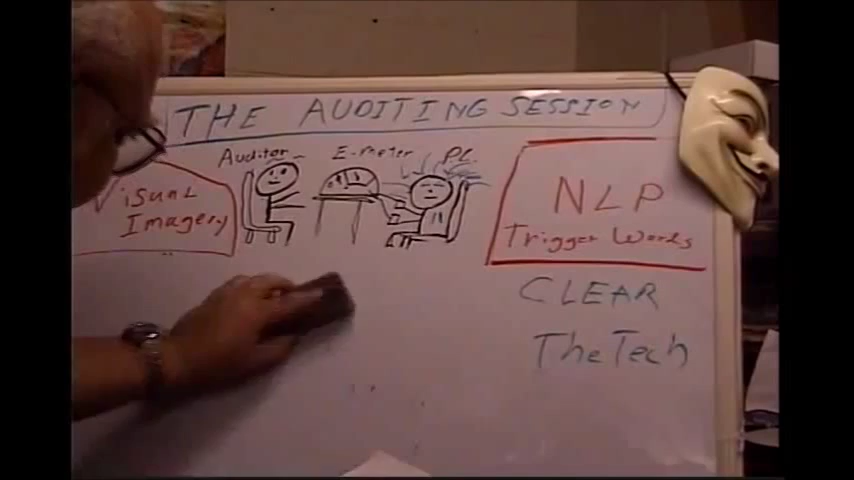 THE AUDITING SESSION
Auditor
E-meter
PC.
Visual
Imagery
NLP
Trigger Words
CLEAR
The Tech